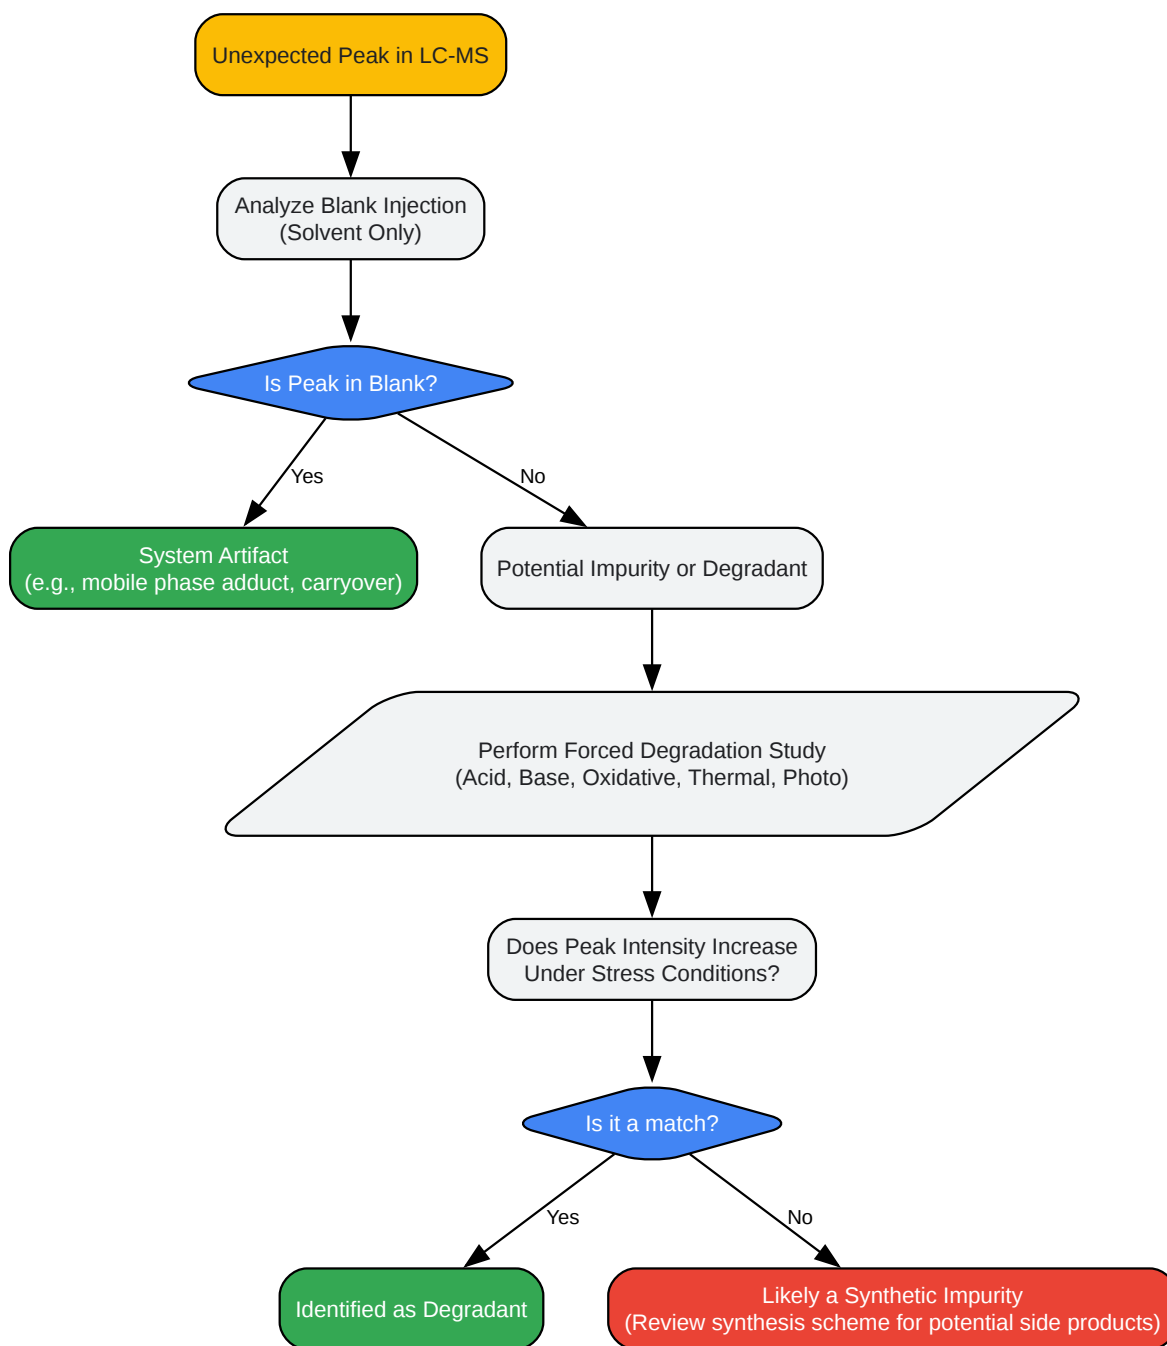 Unexpected Peak in LC-MS
Analyze Blank Injection
(Solvent Only)
Is Peak in Blank?
Yes
No
System Artifact
(e.g., mobile phase adduct, carryover)
Potential Impurity or Degradant
Perform Forced Degradation Study
(Acid, Base, Oxidative, Thermal, Photo)
Does Peak Intensity Increase
Under Stress Conditions?
Is it a match?
Yes
No
Identified as Degradant
Likely a Synthetic Impurity
(Review synthesis scheme for potential side products)